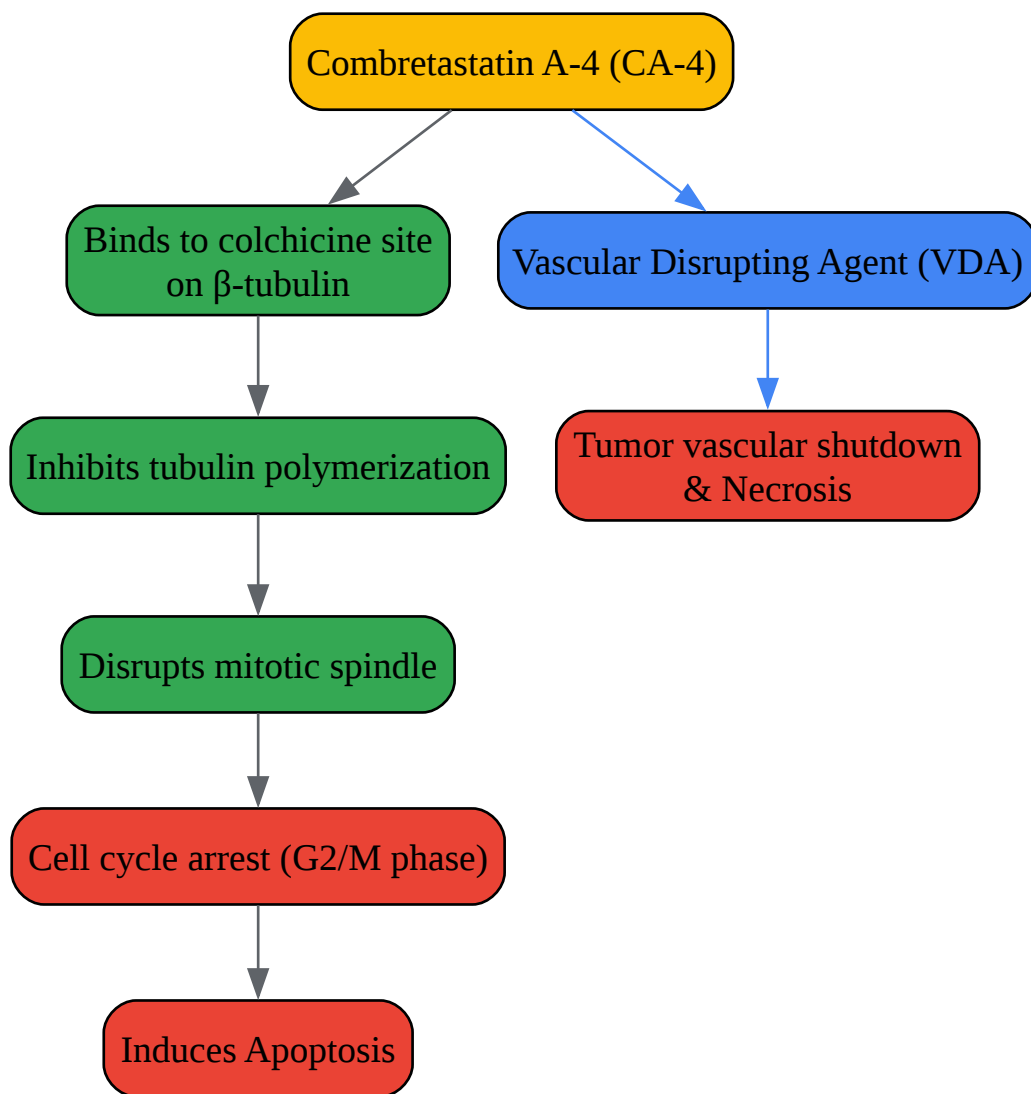 Combretastatin A-4 (CA-4)
Binds to colchicine site
on β-tubulin
Vascular Disrupting Agent (VDA)
Inhibits tubulin polymerization
Tumor vascular shutdown
& Necrosis
Disrupts mitotic spindle
Cell cycle arrest (G2/M phase)
Induces Apoptosis